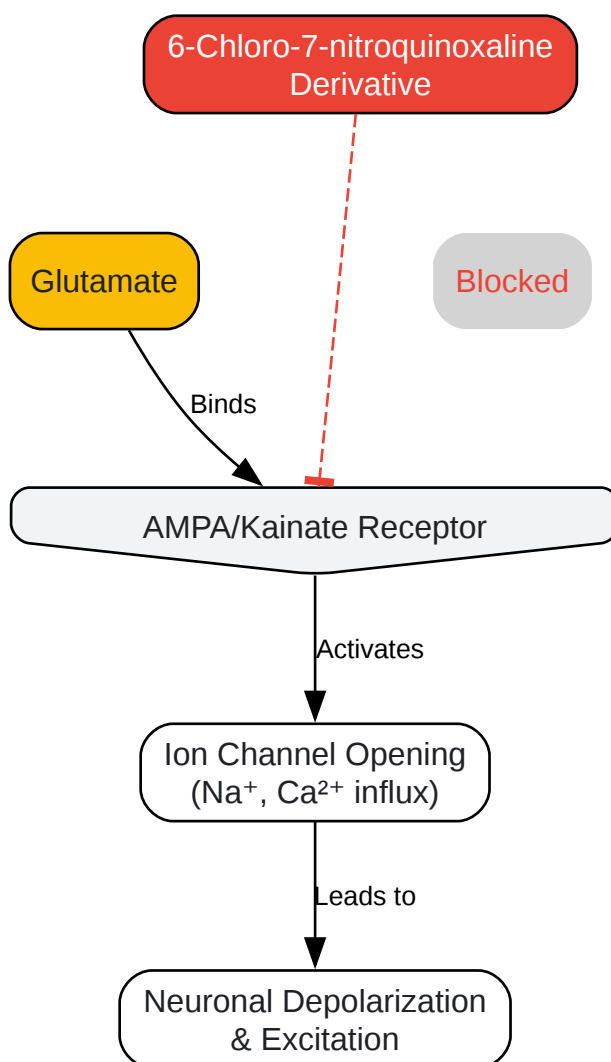 6-Chloro-7-nitroquinoxaline
Derivative
Glutamate
Blocked
Binds
AMPA/Kainate Receptor
Activates
Ion Channel Opening
(Na⁺, Ca²⁺ influx)
Leads to
Neuronal Depolarization
& Excitation